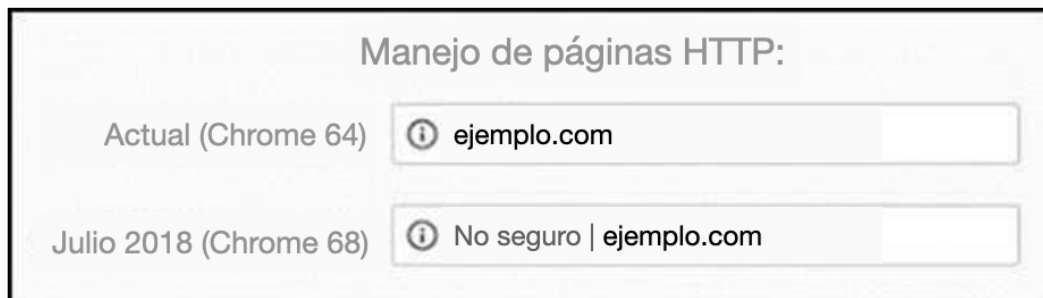 Manejo de páginas HTTP:
Actual (Chrome 64) ejemplo.com
Julio 2018 (Chrome 68) No seguro | ejemplo.com